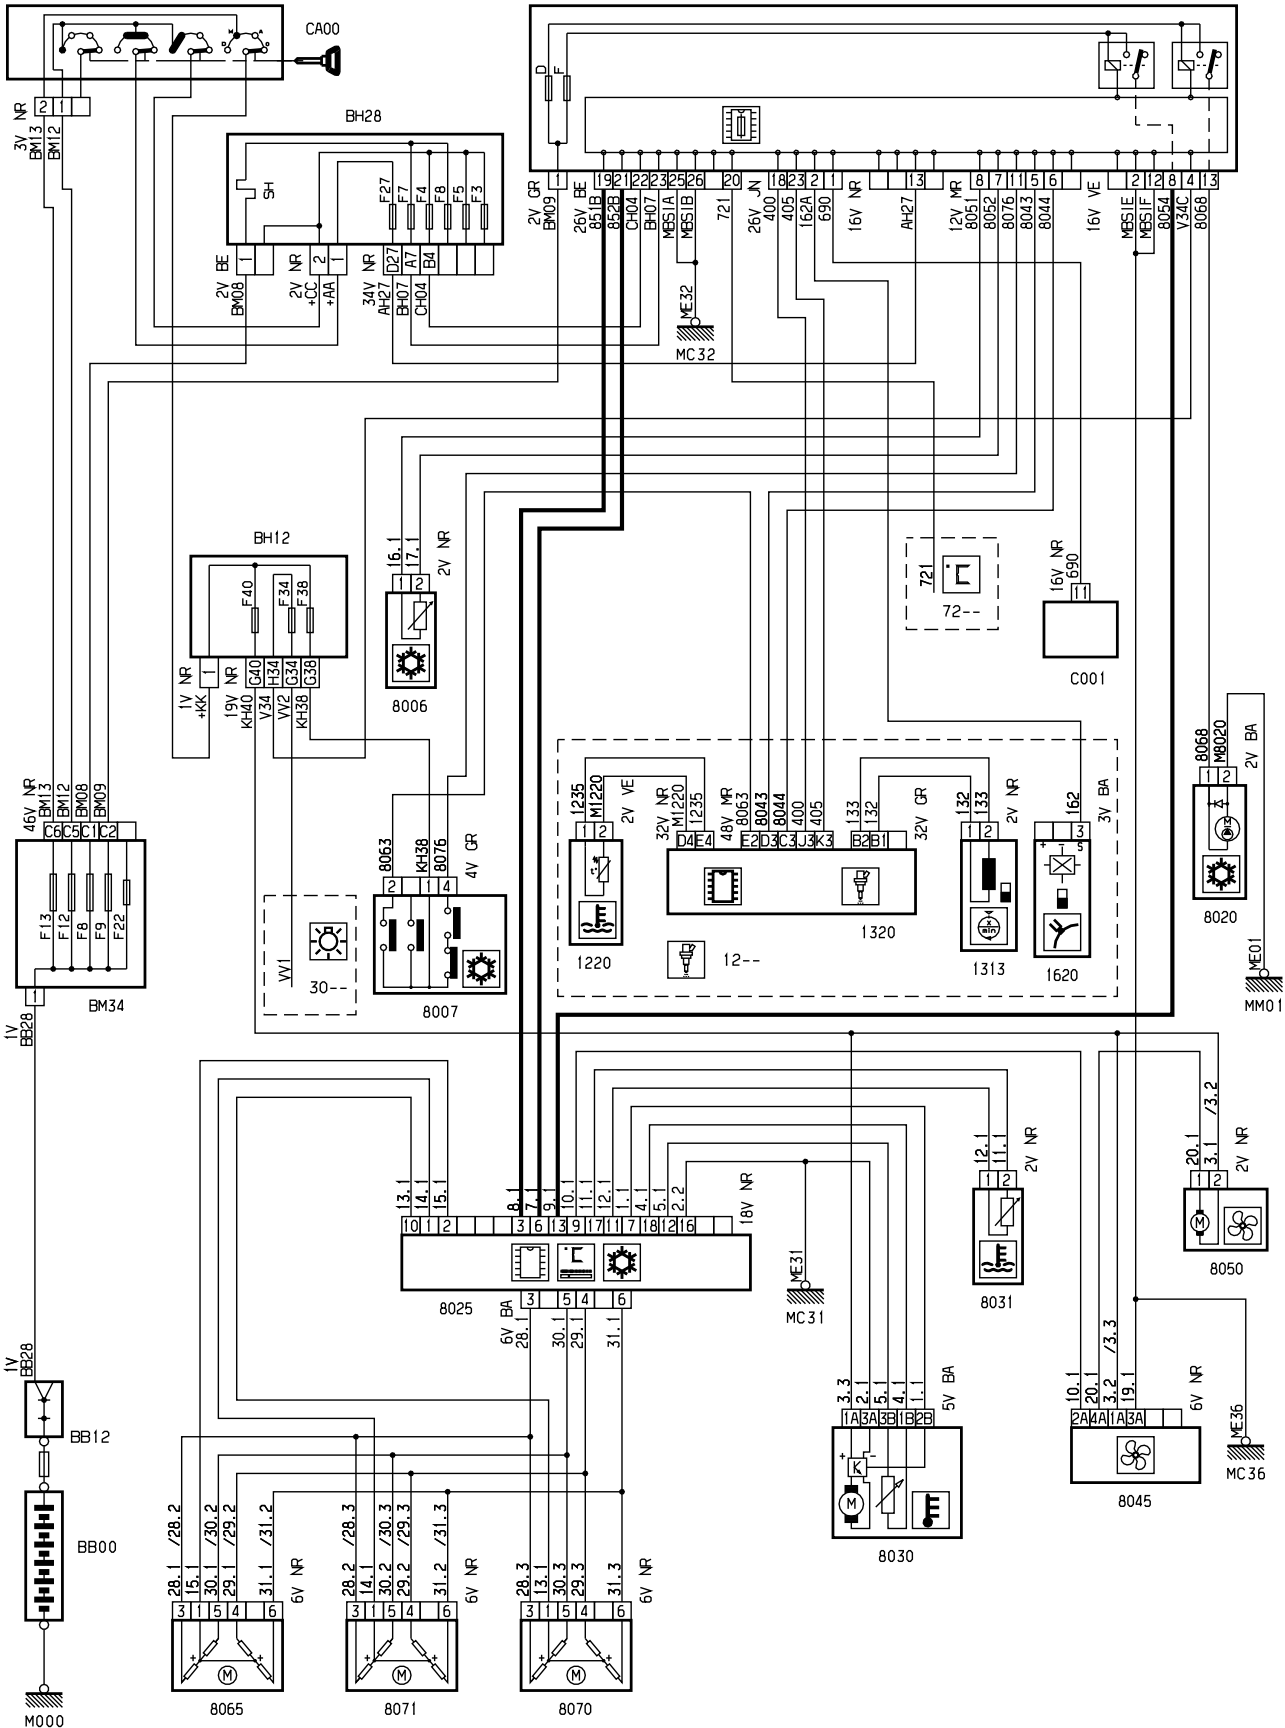 CA00
M A
D D
2 1
3V NR
BM13
BM12
BH28
SH
F27
F7
F4
F8
F5
F3
1
2 1
D27 A7 B4
2V BE
BM08
2V NR
+CC
+AA
34V NR
AH27
BH07
CH04
D
F
1
19 21 22 23 25 26 20
18 23 2 1
13
8 7 11 5 6
2 12 8 4 13
2V GR
BM09
26V BE
851B
852B
CH04
BH07
MBS1A
MBS1B
721
26V JN
400
405
162A
690
16V NR
AH27
12V MR
8051
8052
8076
8043
8044
16V VE
MBS1E
MBS1F
8054
V34C
8068
ME32
MC32
BH12
F40
F34
F38
1
G40 H34 G34 G38
1V NR
+KK
19V NR
KH40
V34
VV2
KH38
16.1
17.1
2V NR
1 2
8006
721
°C
72--
16V NR
690
11
C001
8068
M8020
2V BA
1 2
M
8020
ME01
MM01
46V NR
BM13
BM12
BM08
BM09
C6 C5 C1 C2
F13
F12
F8
F9
F22
1
BM34
1V
BB28
VV1
30--
8063
KH38
8076
4V GR
2 1 4
8007
1235
M1220
2V VE
1 2
t°
1220
32V NR
M1220
1235
48V MR
8063
8043
8044
400
405
133
132
32V GR
D4 E4
E2 D3 C3 J3 K3
B2 B1
1320
12--
132
133
2V NR
1 2
x
min
1313
162
3V BA
3
+ - S
1620
13.1
14.1
15.1
8.1
7.1
9.1
10.1
11.1
12.1
1.1
4.1
5.1
2.2
18V NR
10 1 2
3 6 13 9 17 11 7 18 12 16
°C
8025
3 5 4 6
6V BA
28.1
30.1
29.1
31.1
ME31
MC31
12.1
11.1
2V NR
1 2
8031
20.1
3.1 /3.2
2V NR
1 2
M
8050
1V
BB28
BB12
BB00
M000
3.3
2.1
5.1
4.1
1.1
5V BA
1A 3A 3B 1B 2B
+ -
K
M
8030
10.1
20.1
3.2 /3.3
19.1
6V NR
2A 4A 1A 3A
8045
ME36
MC36
28.1 /28.2
15.1
30.1 /30.2
29.1 /29.2
31.1 /31.2
6V NR
3 1 5 4 6
+ +
M
8065
28.2 /28.3
14.1
30.2 /30.3
29.2 /29.3
31.2 /31.3
6V NR
3 1 5 4 6
+ +
M
8071
28.3
13.1
30.3
29.3
31.3
6V NR
3 1 5 4 6
+ +
M
8070